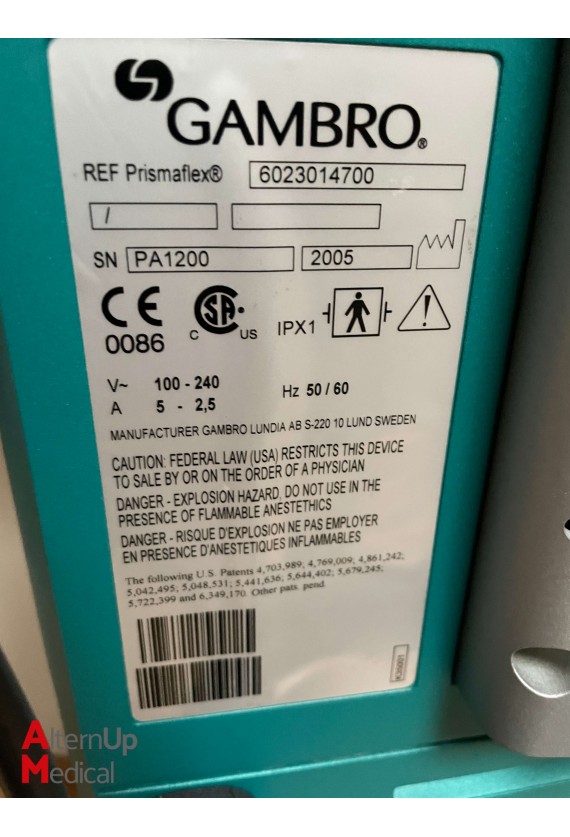 GAMBRO®
REF Prismaflex® 6023014700
/
SN PA1200 2005
CE
0086
SA®
C US IPX1
V~ 100 - 240 Hz 50 / 60
A 5 - 2,5
MANUFACTURER GAMBRO LUNDIA AB S-220 10 LUND SWEDEN
CAUTION: FEDERAL LAW (USA) RESTRICTS THIS DEVICE
TO SALE BY OR ON THE ORDER OF A PHYSICIAN
DANGER - EXPLOSION HAZARD, DO NOT USE IN THE
PRESENCE OF FLAMMABLE ANESTETHICS
DANGER - RISQUE D'EXPLOSION NE PAS EMPLOYER
EN PRESENCE D'ANESTETIQUES INFLAMMABLES
The following U.S. Patents 4,703,989; 4,769,009; 4,861,242;
5,042,495; 5,048,531; 5,441,636; 5,644,402; 5,679,245;
5,722,399 and 6,349,170. Other pats. pend.
AlternUp
Medical